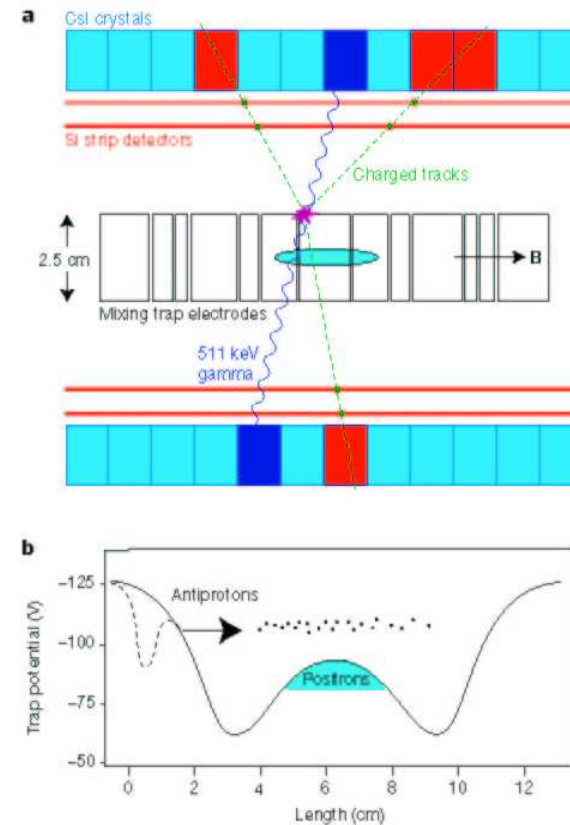 a
CsI crystals
Si strip detectors
Charged tracks
2.5 cm
B
Mixing trap electrodes
511 keV
gamma
b
Antiprotons
Positrons
Trap potential (V)
−125
−100
−75
−50
0 2 4 6 8 10 12
Length (cm)